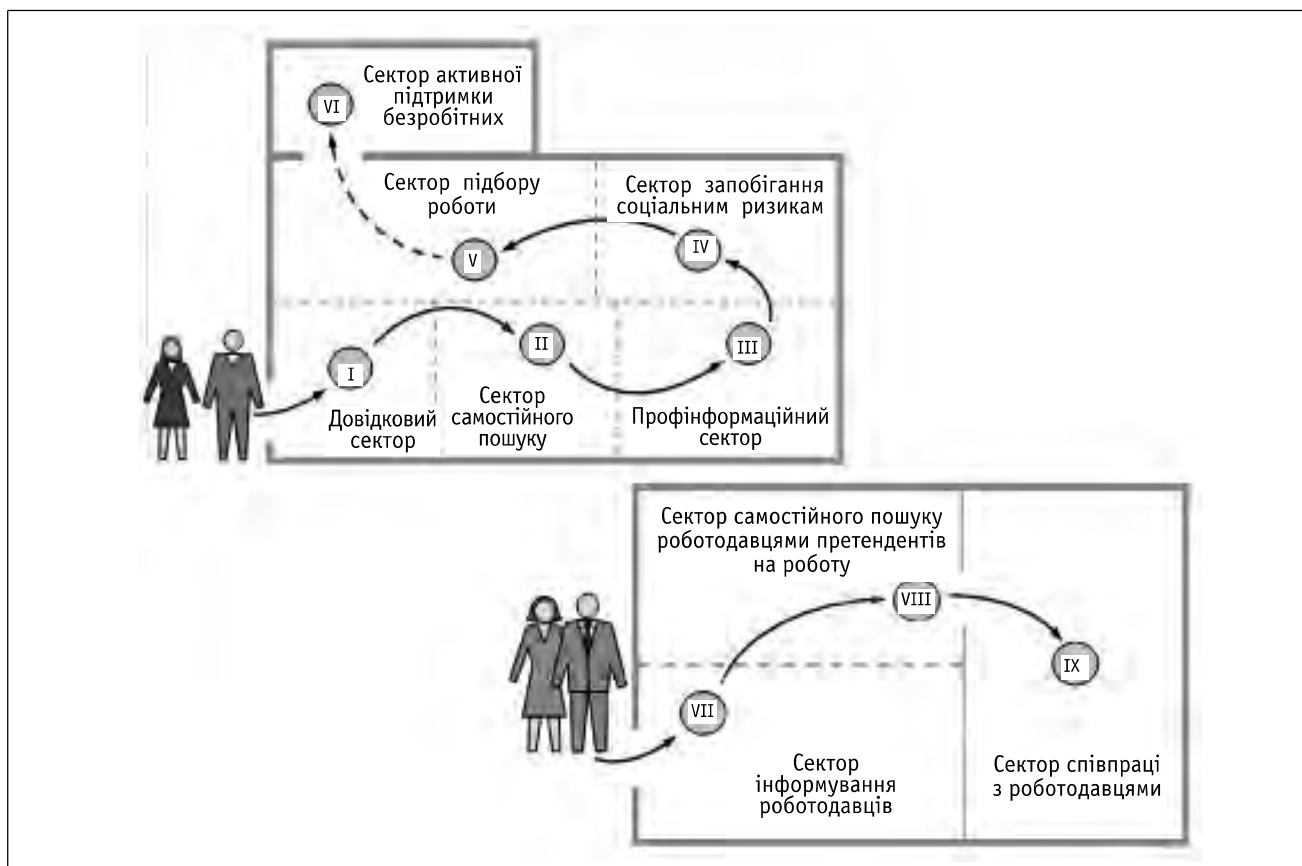 Сектор активної
підтримки
безробітних
VI
Сектор підбору
роботи
Сектор запобігання
соціальним ризикам
V
IV
I
II
III
Довідковий
сектор
Сектор
самостійного
пошуку
Профінформаційний
сектор
Сектор самостійного пошуку
роботодавцями претендентів
на роботу
VIII
IX
VII
Сектор
інформування
роботодавців
Сектор співпраці
з роботодавцями